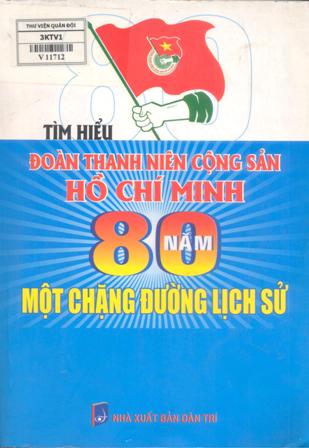 THƯ VIỆN QUÂN ĐỘI
3KTV1
V 11712
80
TÌM HIỂU
ĐOÀN THANH NIÊN CỘNG SẢN
HỒ CHÍ MINH
80 NĂM
MỘT CHẶNG ĐƯỜNG LỊCH SỬ
NHÀ XUẤT BẢN DÂN TRÍ